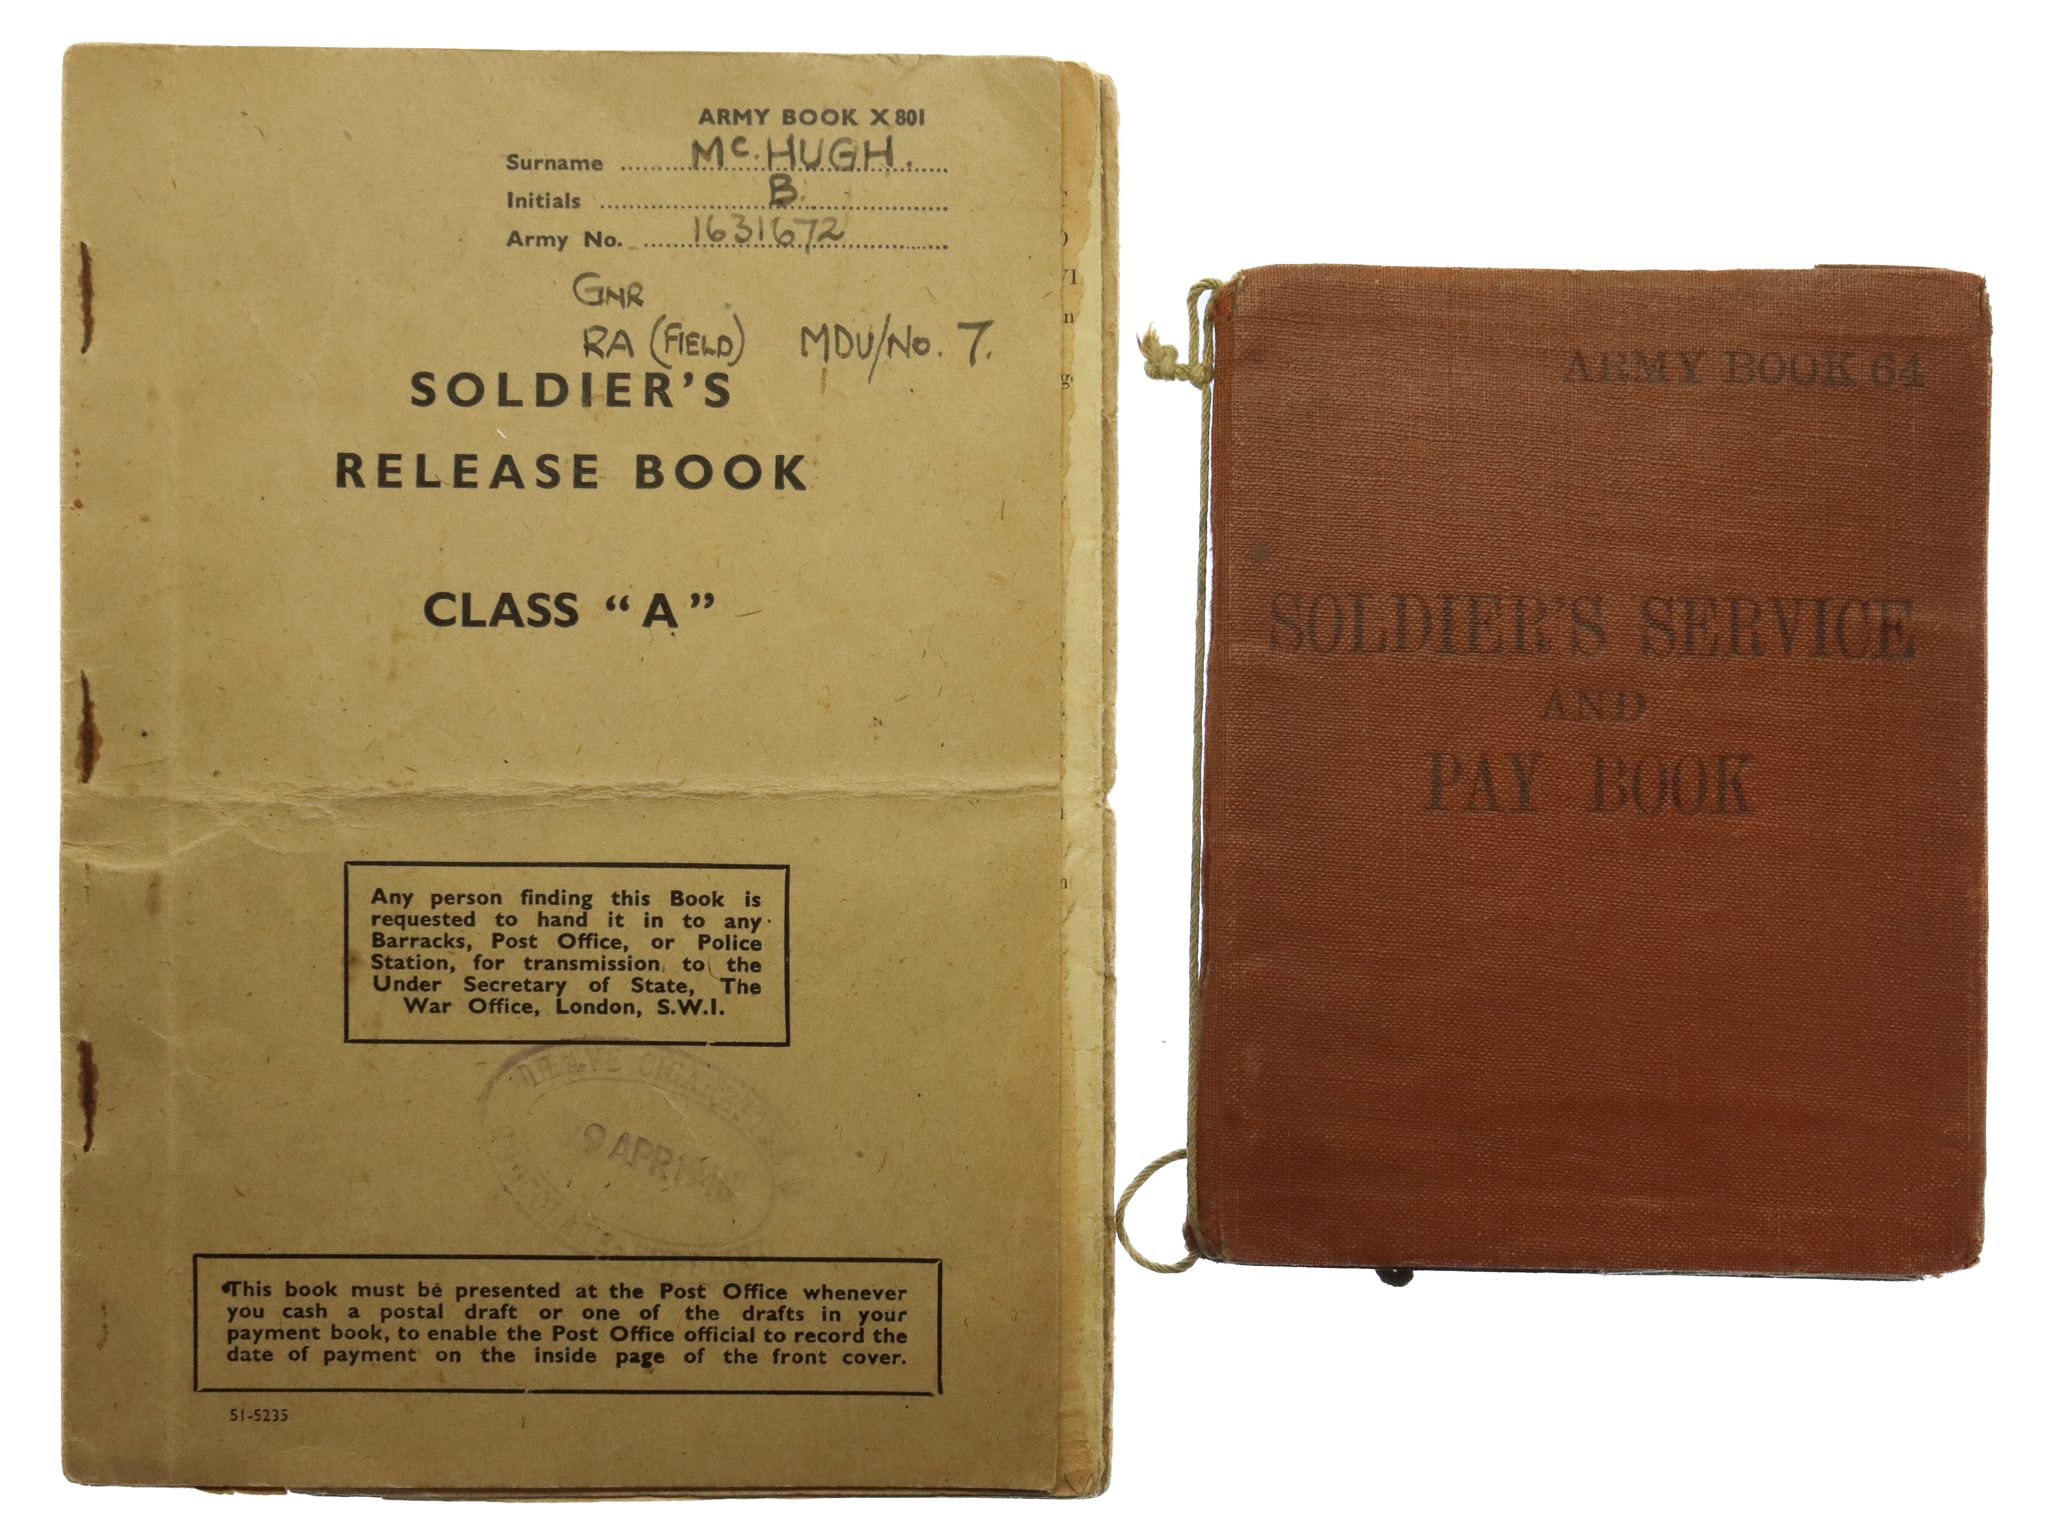 ARMY BOOK X 801
Surname McHUGH.
Initials B.
Army No. 1631672
GNR
RA (FIELD) MDU/No. 7.
SOLDIER'S
RELEASE BOOK
CLASS “A”
Any person finding this Book is
requested to hand it in to any
Barracks, Post Office, or Police
Station, for transmission to the
Under Secretary of State, The
War Office, London, S.W.1.
9 APR
This book must be presented at the Post Office whenever
you cash a postal draft or one of the drafts in your
payment book, to enable the Post Office official to record the
date of payment on the inside page of the front cover.
51-5235
ARMY BOOK 64
SOLDIER'S SERVICE
AND
PAY BOOK